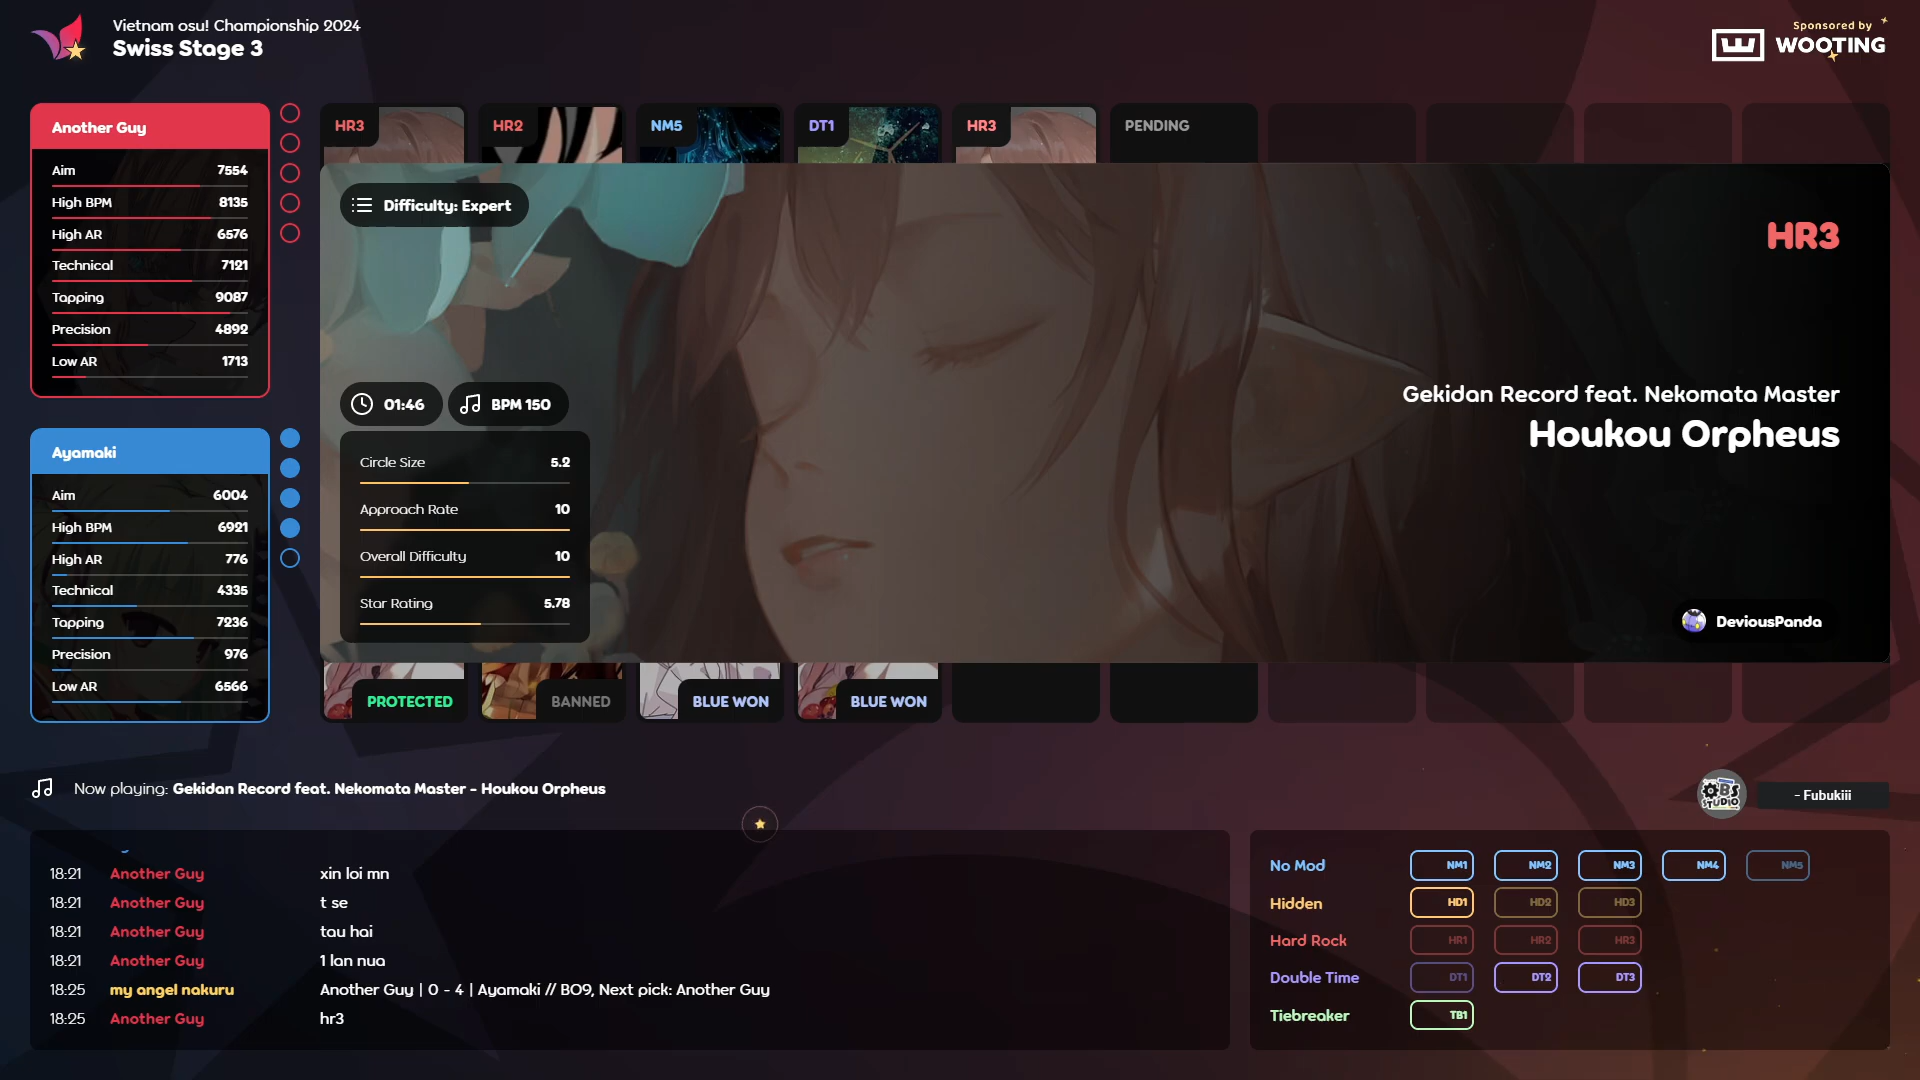 Vietnam osu! Championship 2024
Swiss Stage 3
Sponsored by
WOOTING
Another Guy
Aim 7554
High BPM 8135
High AR 6576
Technical 7121
Tapping 9087
Precision 4892
Low AR 1713
Ayamaki
Aim 6004
High BPM 6921
High AR 776
Technical 4335
Tapping 7236
Precision 976
Low AR 6566
HR3 HR2 NM5 DT1 HR3 PENDING
Difficulty: Expert
HR3
01:46 BPM 150
Circle Size 5.2
Approach Rate 10
Overall Difficulty 10
Star Rating 5.78
Gekidan Record feat. Nekomata Master
Houkou Orpheus
DeviousPanda
PROTECTED BANNED BLUE WON BLUE WON
Now playing: Gekidan Record feat. Nekomata Master - Houkou Orpheus
OBS
STUDIO
- Fubukiii
18:21 Another Guy xin loi mn
18:21 Another Guy t se
18:21 Another Guy tau hai
18:21 Another Guy 1 lan nua
18:25 my angel nakuru Another Guy | 0 - 4 | Ayamaki // BO9, Next pick: Another Guy
18:25 Another Guy hr3
No Mod NM1 NM2 NM3 NM4 NM5
Hidden HD1 HD2 HD3
Hard Rock HR1 HR2 HR3
Double Time DT1 DT2 DT3
Tiebreaker TB1